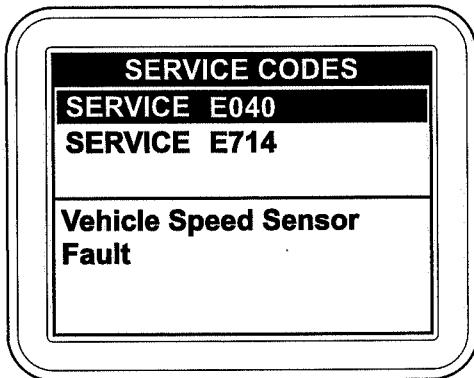 SERVICE CODES
SERVICE E040
SERVICE E714
Vehicle Speed Sensor
Fault